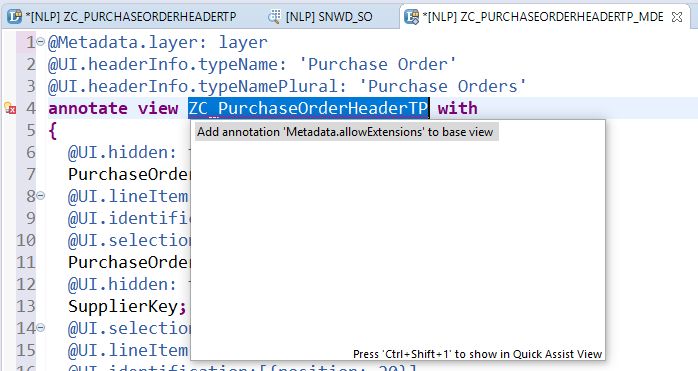 *[NLP] ZC_PURCHASEORDERHEADERTP [NLP] SNWD_SO *[NLP] ZC_PURCHASEORDERHEADERTP_MDE
1 @Metadata.layer: layer
2 @UI.headerInfo.typeName: 'Purchase Order'
3 @UI.headerInfo.typeNamePlural: 'Purchase Orders'
4 annotate view ZC_PurchaseOrderHeaderTP with
Add annotation 'Metadata.allowExtensions' to base view
5 {
6 @UI.hidden:
7 PurchaseOrder
8 @UI.lineItem
9 @UI.identific
10 @UI.selection
11 PurchaseOrder
12 @UI.hidden:
13 SupplierKey;
14 @UI.selection
15 @UI.lineItem
Press 'Ctrl+Shift+1' to show in Quick Assist View
16 @UI.identification:[{position: 20}]